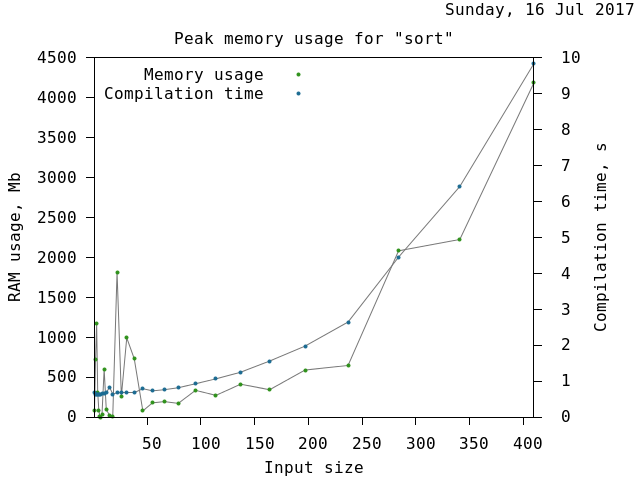 Sunday, 16 Jul 2017
Peak memory usage for "sort"
Memory usage
Compilation time
4500
4000
3500
3000
2500
2000
1500
1000
500
0
RAM usage, Mb
10
9
8
7
6
5
4
3
2
1
0
Compilation time, s
50 100 150 200 250 300 350 400
Input size